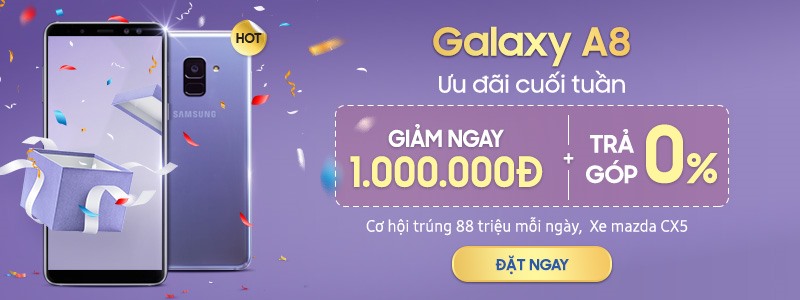 HOT
SAMSUNG
Galaxy A8
Ưu đãi cuối tuần
GIẢM NGAY
1.000.000Đ
+
TRẢ
GÓP
0%
Cơ hội trúng 88 triệu mỗi ngày, Xe mazda CX5
ĐẶT NGAY